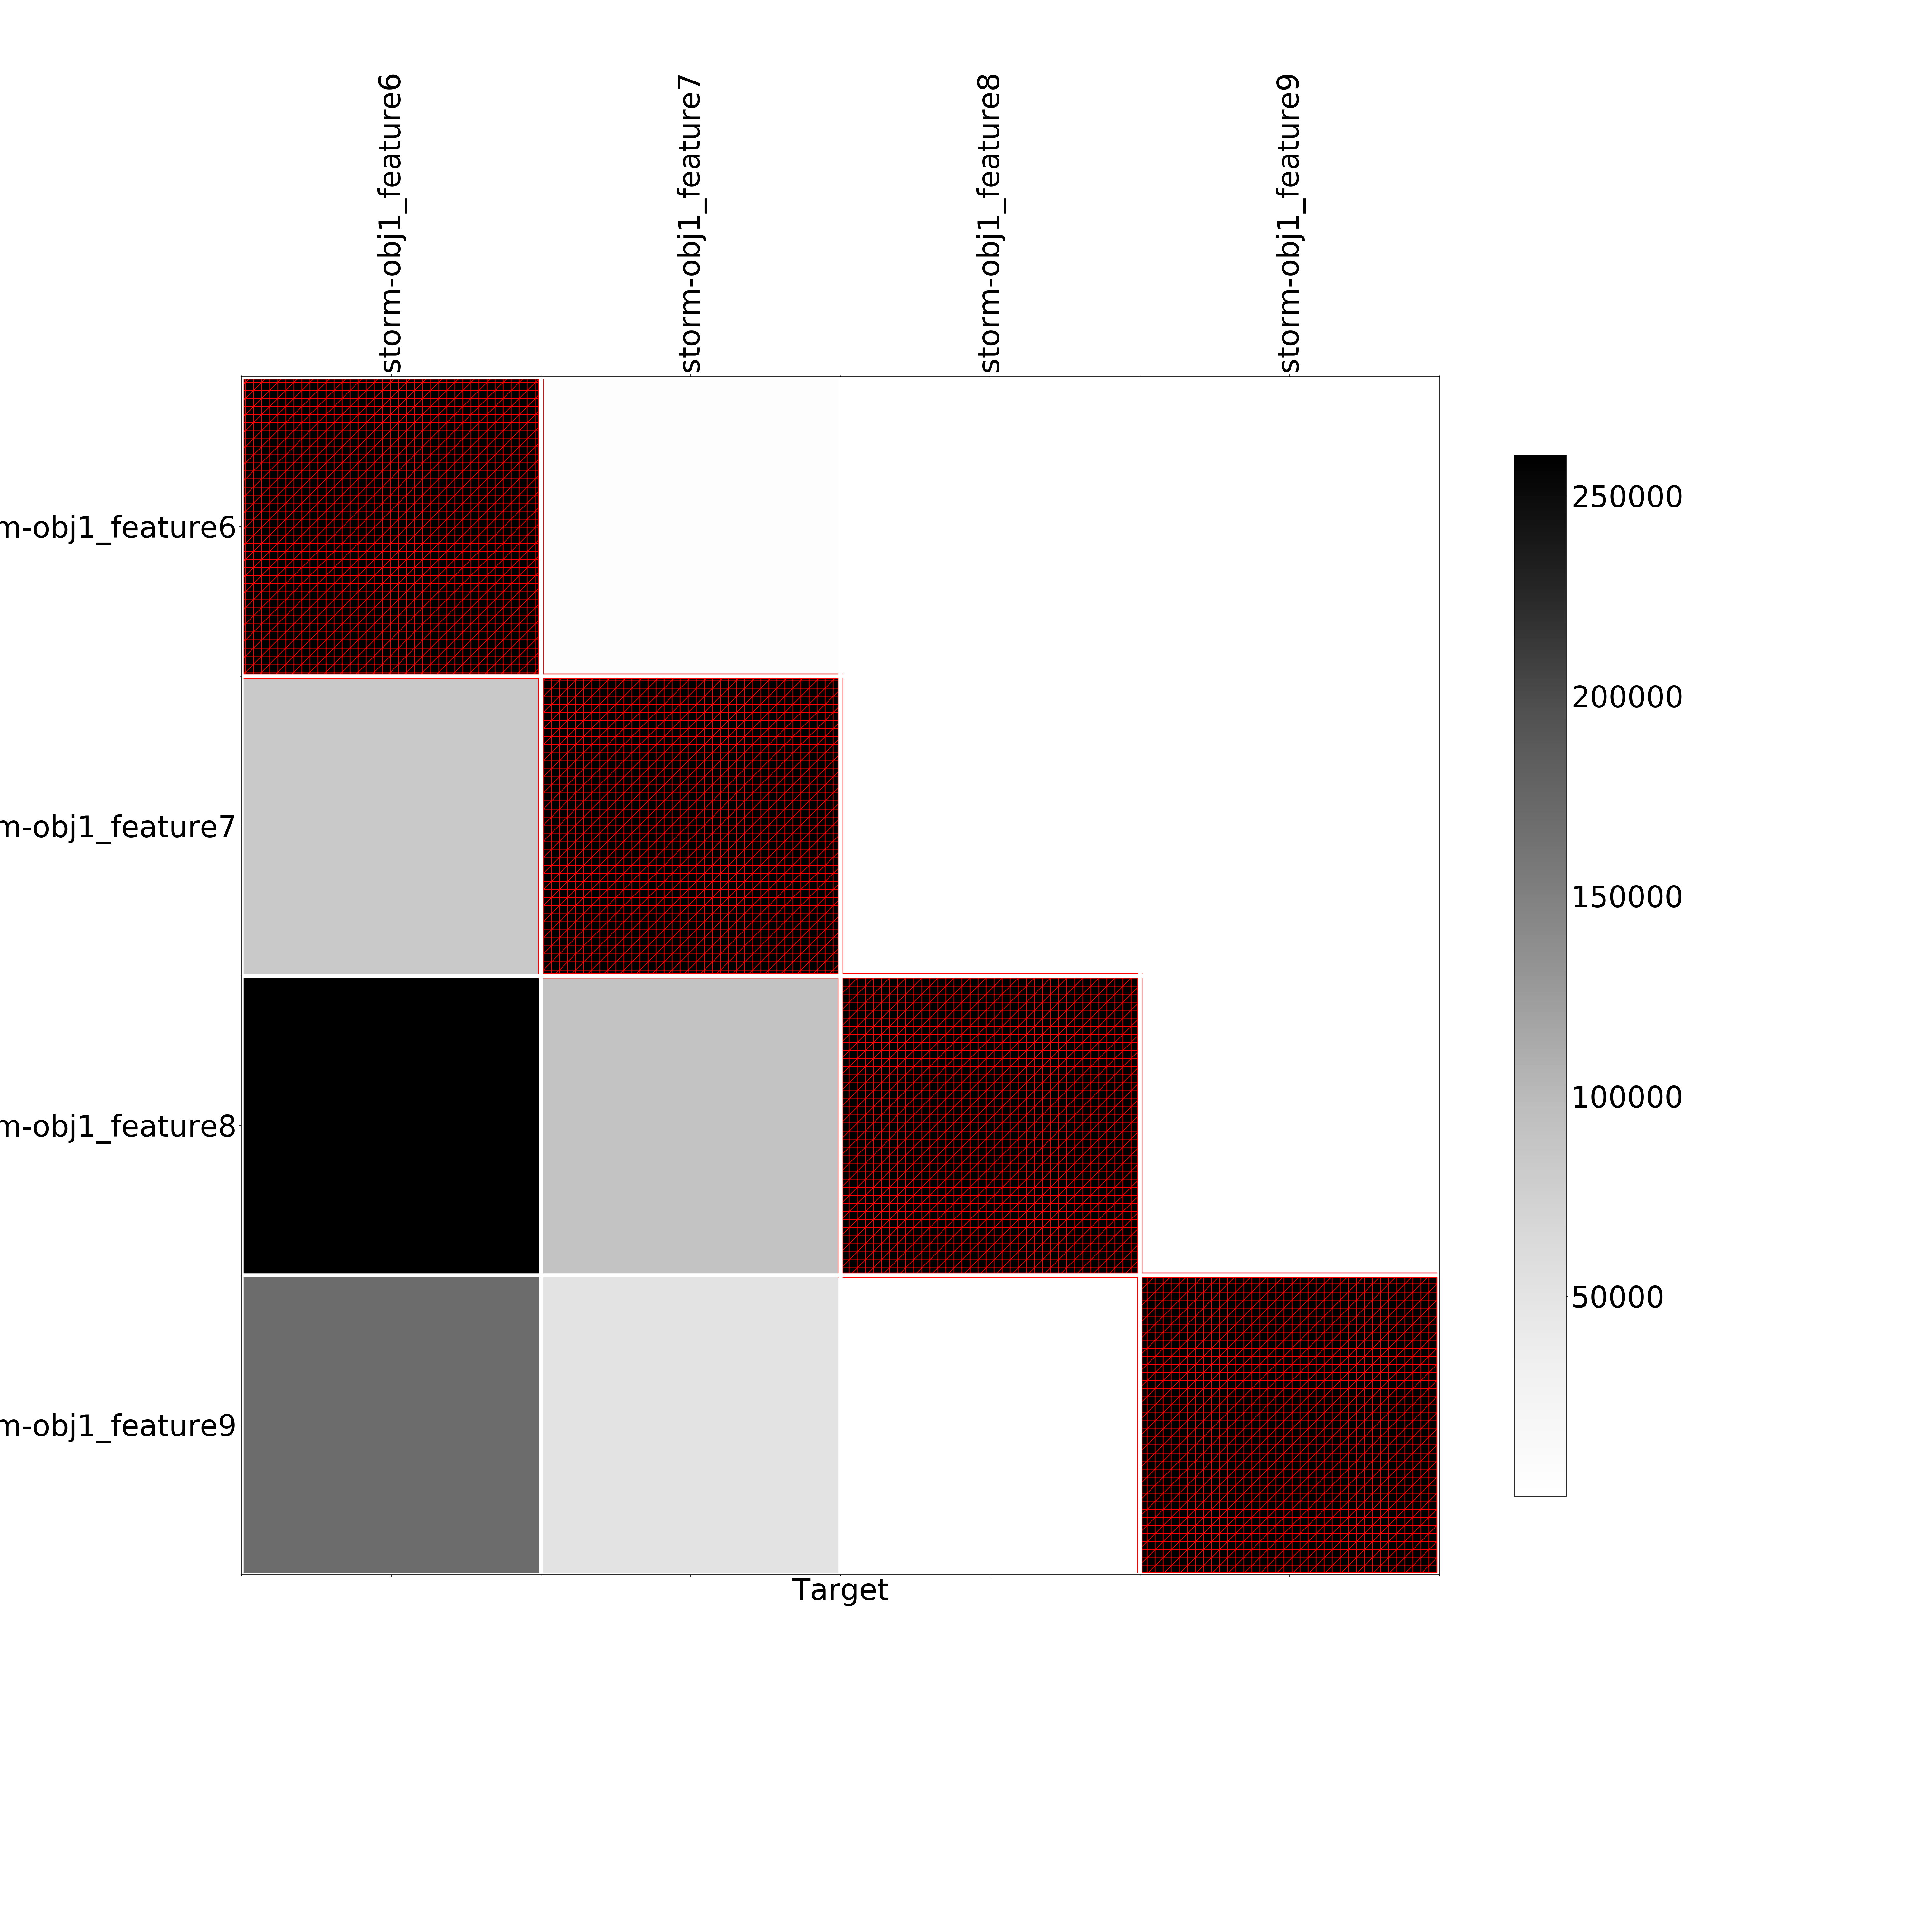 storm-obj1_feature6
storm-obj1_feature7
storm-obj1_feature8
storm-obj1_feature9
m-obj1_feature6
m-obj1_feature7
m-obj1_feature8
m-obj1_feature9
250000
200000
150000
100000
50000
Target